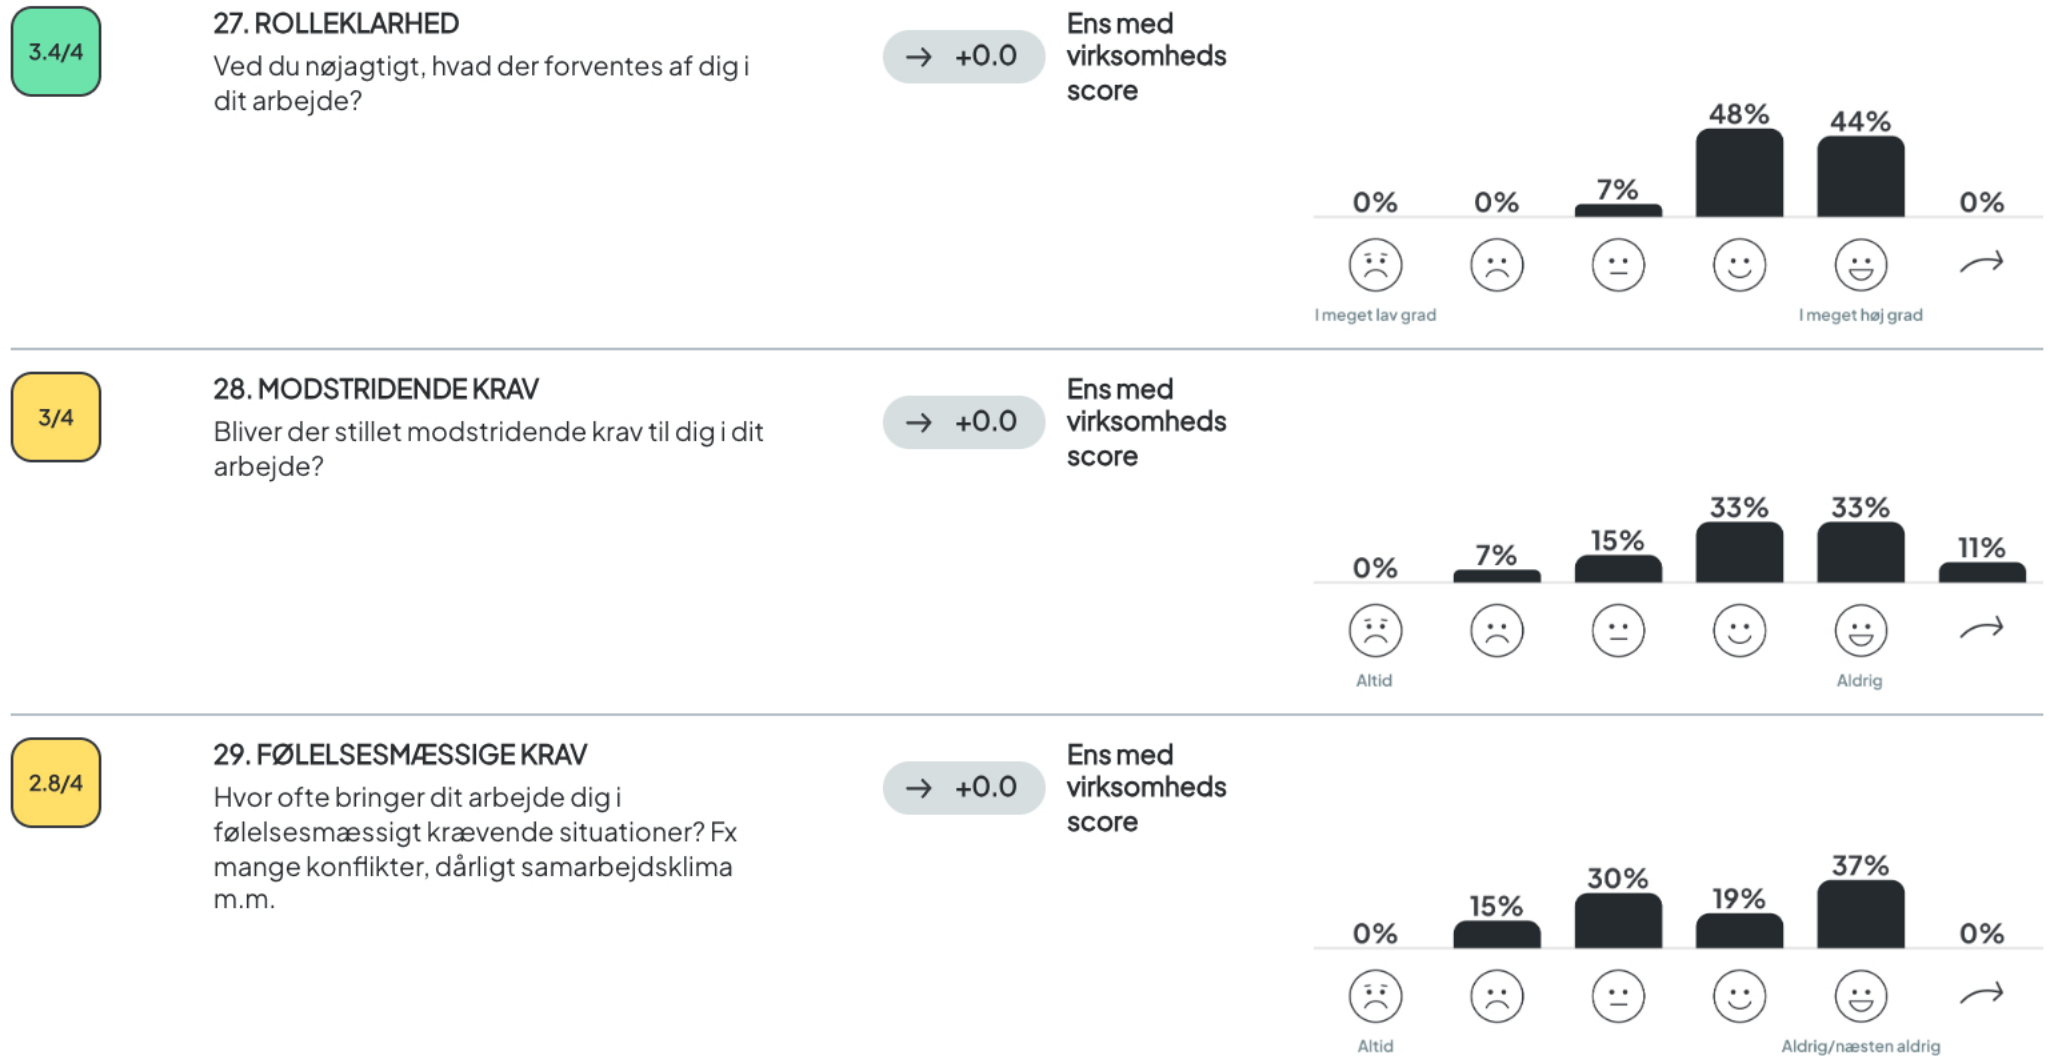 3.4/4
27. ROLLEKLARHED
Ved du nøjagtigt, hvad der forventes af dig i
dit arbejde?
→ +0.0
Ens med
virksomheds
score
0% 0% 7% 48% 44% 0%
I meget lav grad I meget høj grad
3/4
28. MODSTRIDENDE KRAV
Bliver der stillet modstridende krav til dig i dit
arbejde?
→ +0.0
Ens med
virksomheds
score
0% 7% 15% 33% 33% 11%
Altid Aldrig
2.8/4
29. FØLELSESMÆSSIGE KRAV
Hvor ofte bringer dit arbejde dig i
følelsesmæssigt krævende situationer? Fx
mange konflikter, dårligt samarbejdsklima
m.m.
→ +0.0
Ens med
virksomheds
score
0% 15% 30% 19% 37% 0%
Altid Aldrig/næsten aldrig